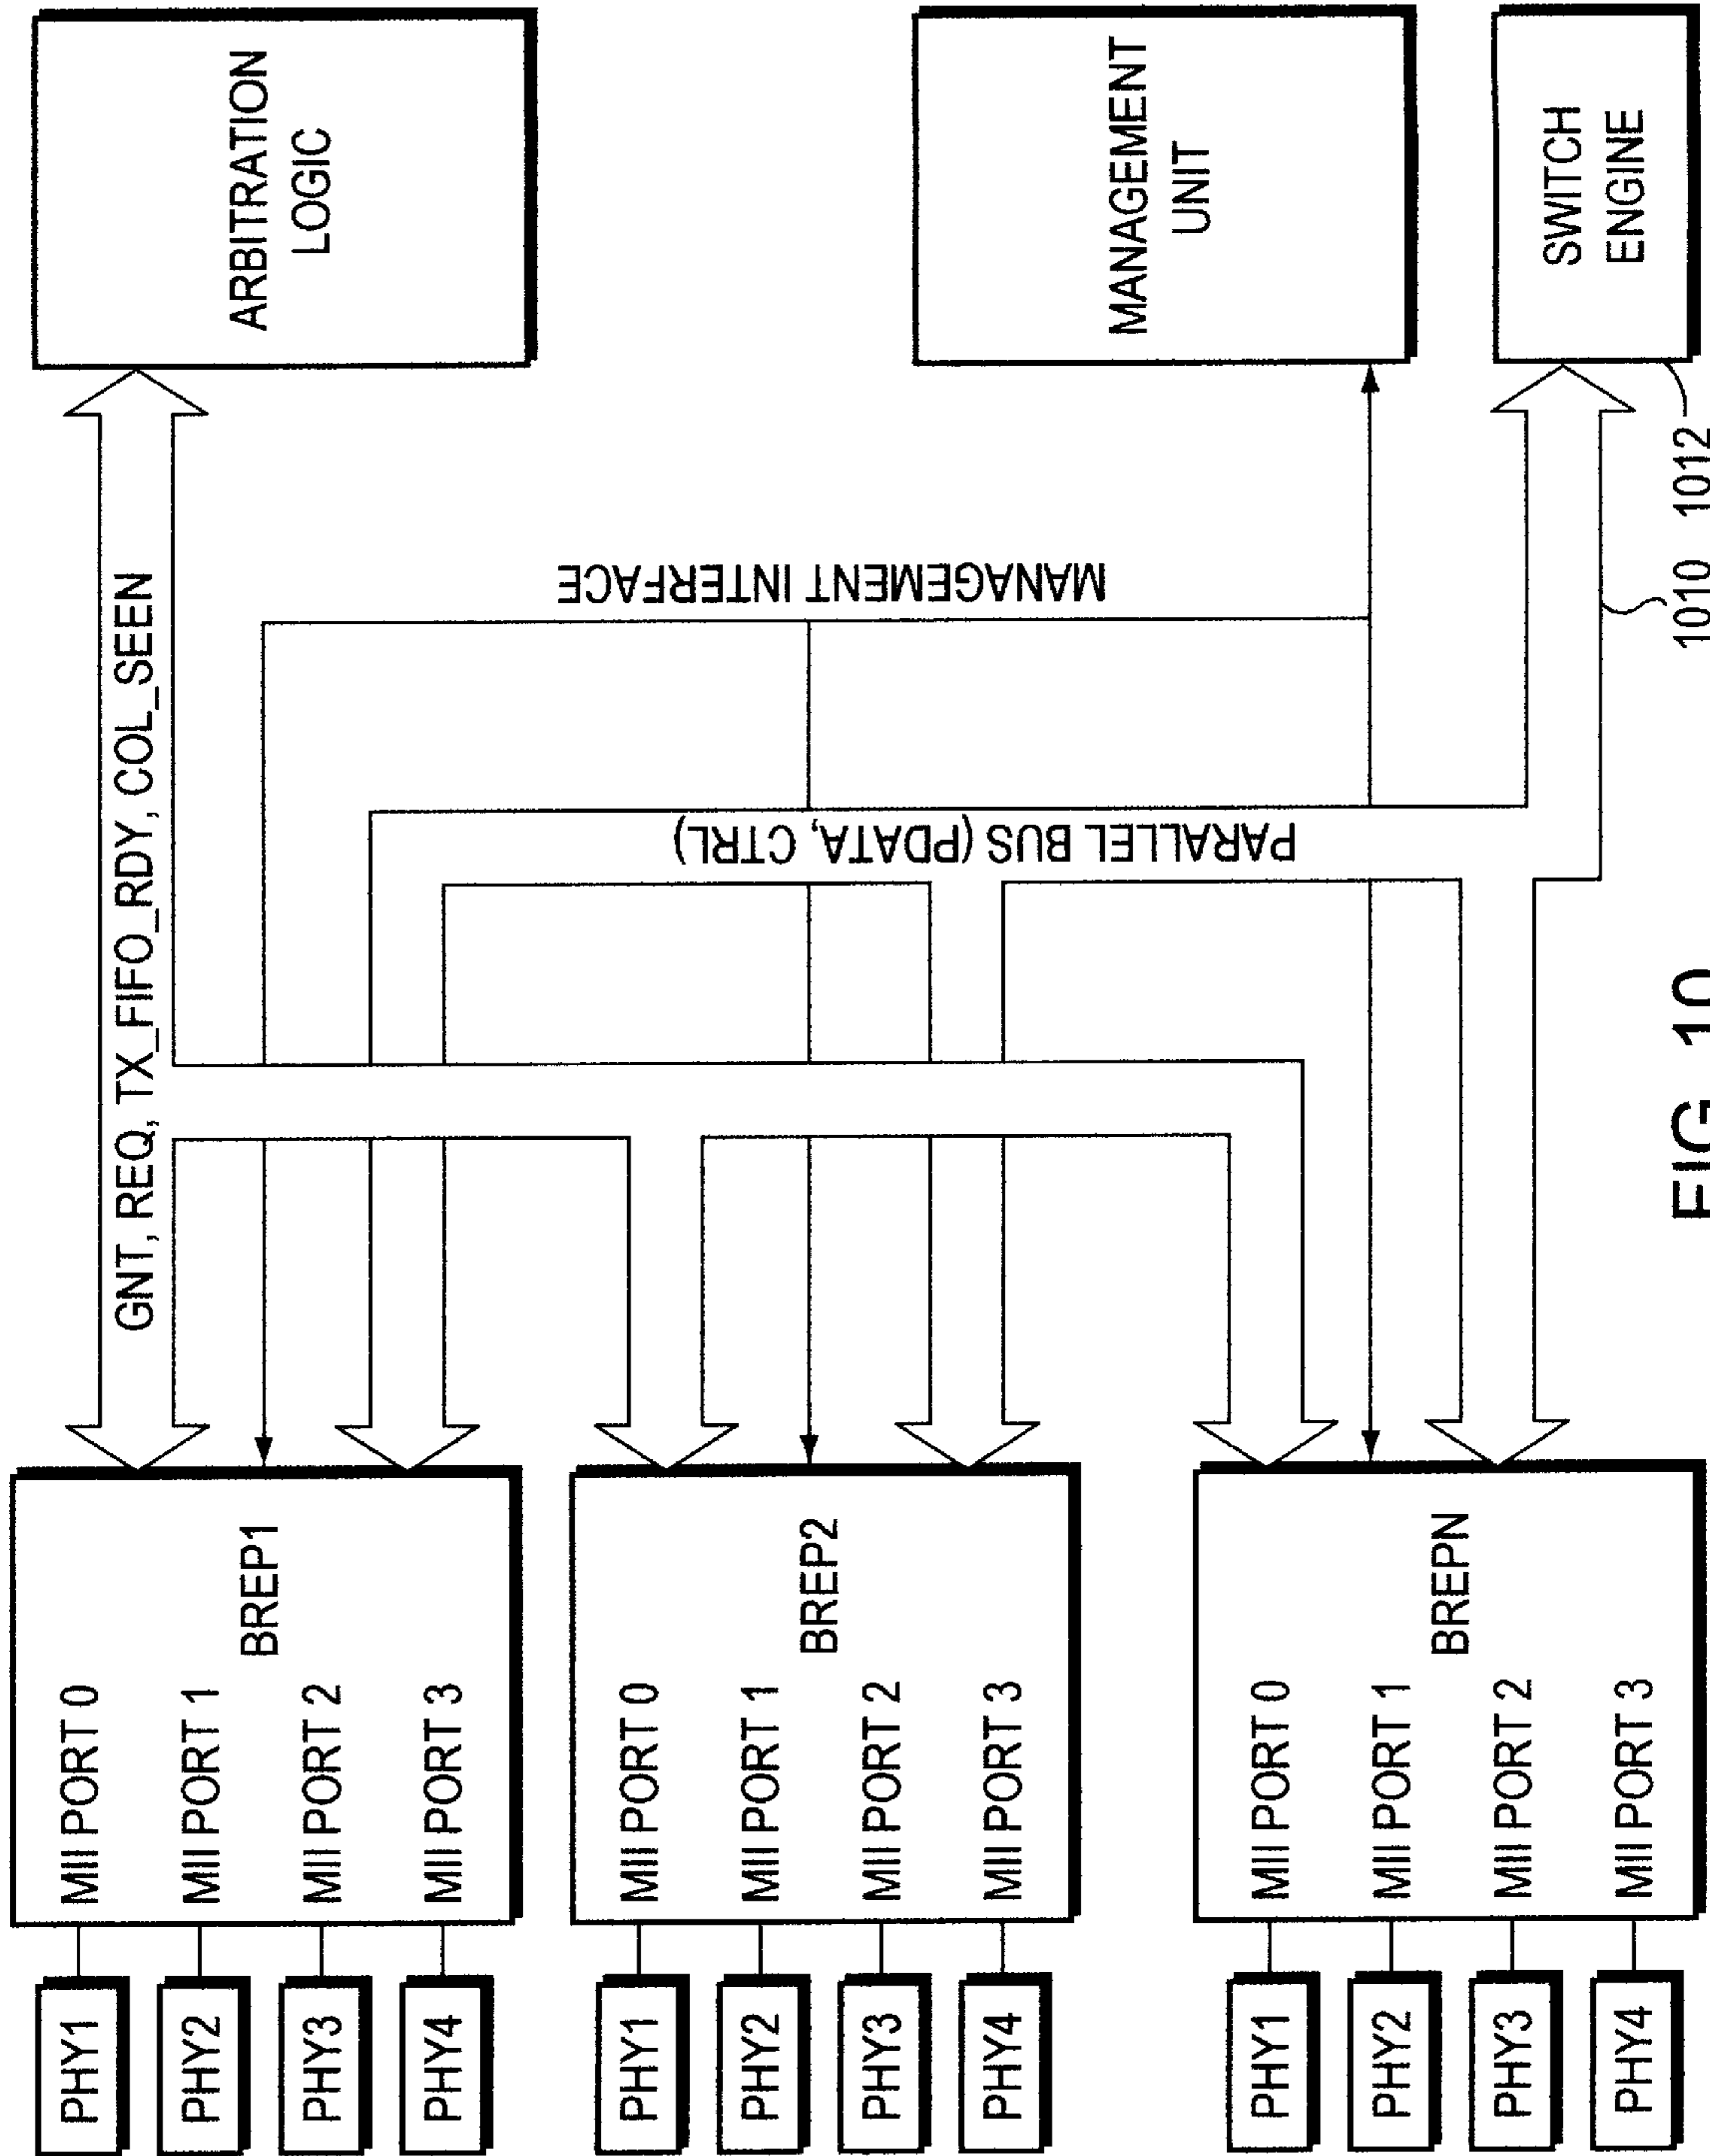 PHY1
PHY2
PHY3
PHY4
MII PORT 0
MII PORT 1
MII PORT 2
MII PORT 3
BREP1
PHY1
PHY2
PHY3
PHY4
MII PORT 0
MII PORT 1
MII PORT 2
MII PORT 3
BREP2
PHY1
PHY2
PHY3
PHY4
MII PORT 0
MII PORT 1
MII PORT 2
MII PORT 3
BREPN
GNT, REQ, TX_FIFO_RDY, COL_SEEN
MANAGEMENT INTERFACE
PARALLEL BUS (PDATA, CTRL)
ARBITRATION
LOGIC
MANAGEMENT
UNIT
SWITCH
ENGINE
1010
1012
FIG. 10